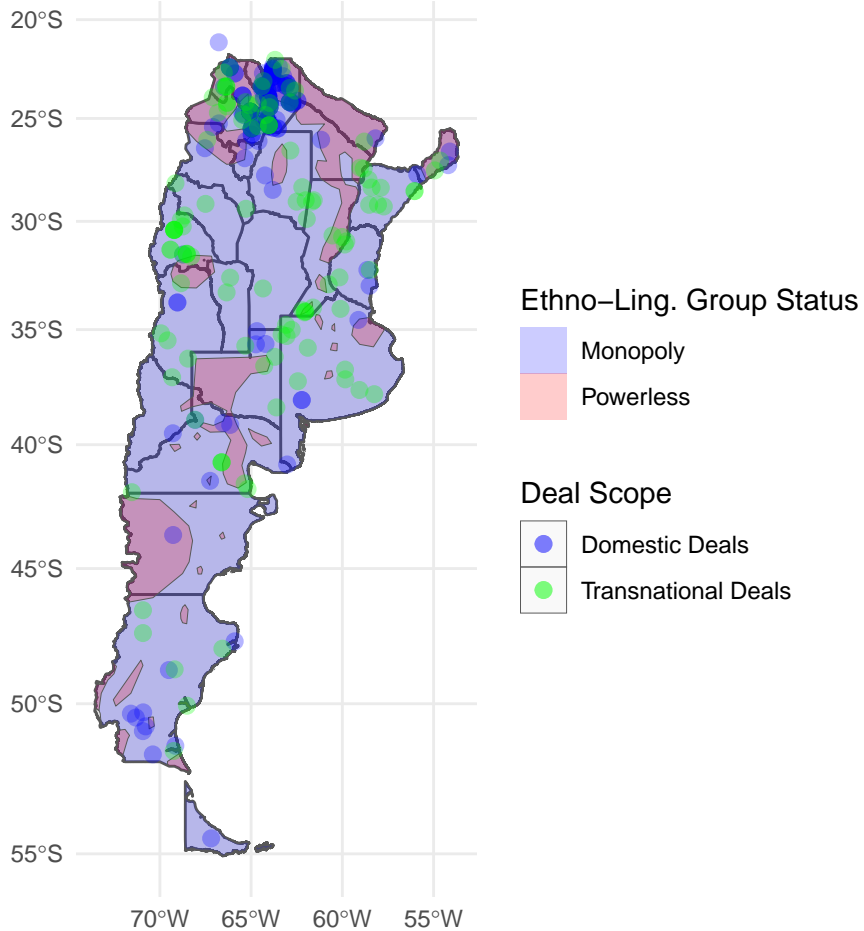 20°S
25°S
30°S
35°S
40°S
45°S
50°S
55°S
70°W
65°W
60°W
55°W
Ethno−Ling. Group Status
Monopoly
Powerless
Deal Scope
Domestic Deals
Transnational Deals